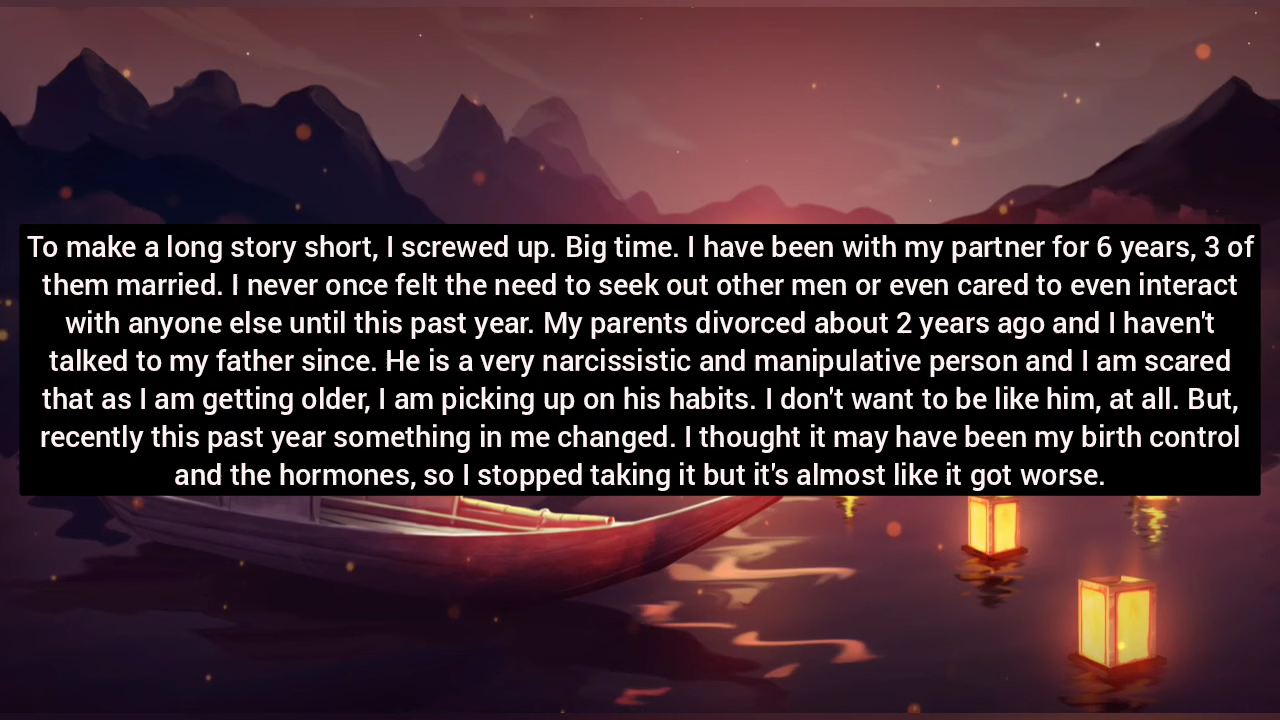 To make a long story short, I screwed up. Big time. I have been with my partner for 6 years, 3 of
them married. I never once felt the need to seek out other men or even cared to even interact
with anyone else until this past year. My parents divorced about 2 years ago and I haven't
talked to my father since. He is a very narcissistic and manipulative person and I am scared
that as I am getting older, I am picking up on his habits. I don't want to be like him, at all. But,
recently this past year something in me changed. I thought it may have been my birth control
and the hormones, so I stopped taking it but it's almost like it got worse.